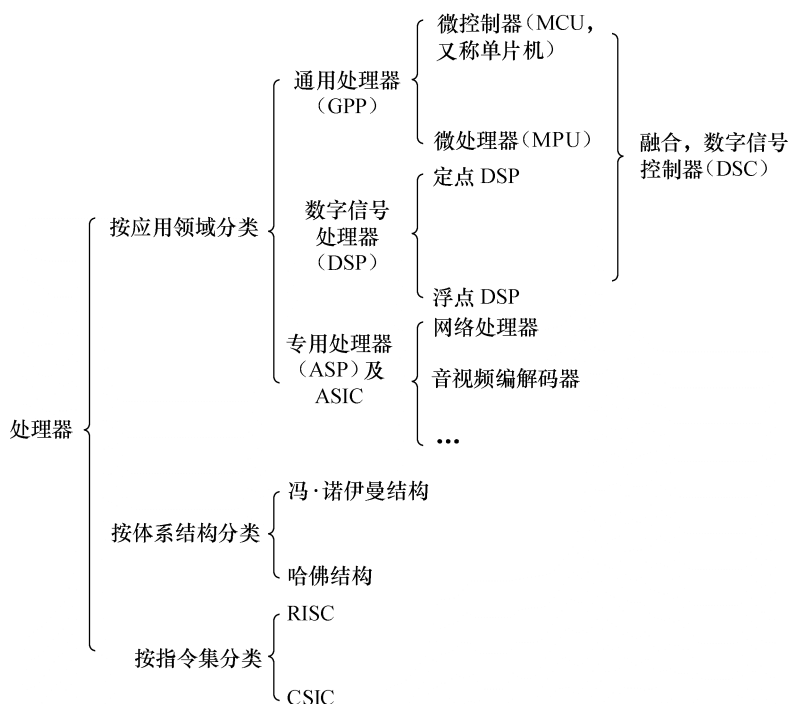 微控制器(MCU，
又称单片机)
通用处理器
(GPP)
微处理器(MPU)
融合，数字信号
控制器(DSC)
定点 DSP
数字信号
处理器
(DSP)
按应用领域分类
浮点 DSP
网络处理器
专用处理器
(ASP)及
ASIC
音视频编解码器
…
处理器
冯·诺伊曼结构
按体系结构分类
哈佛结构
RISC
按指令集分类
CSIC